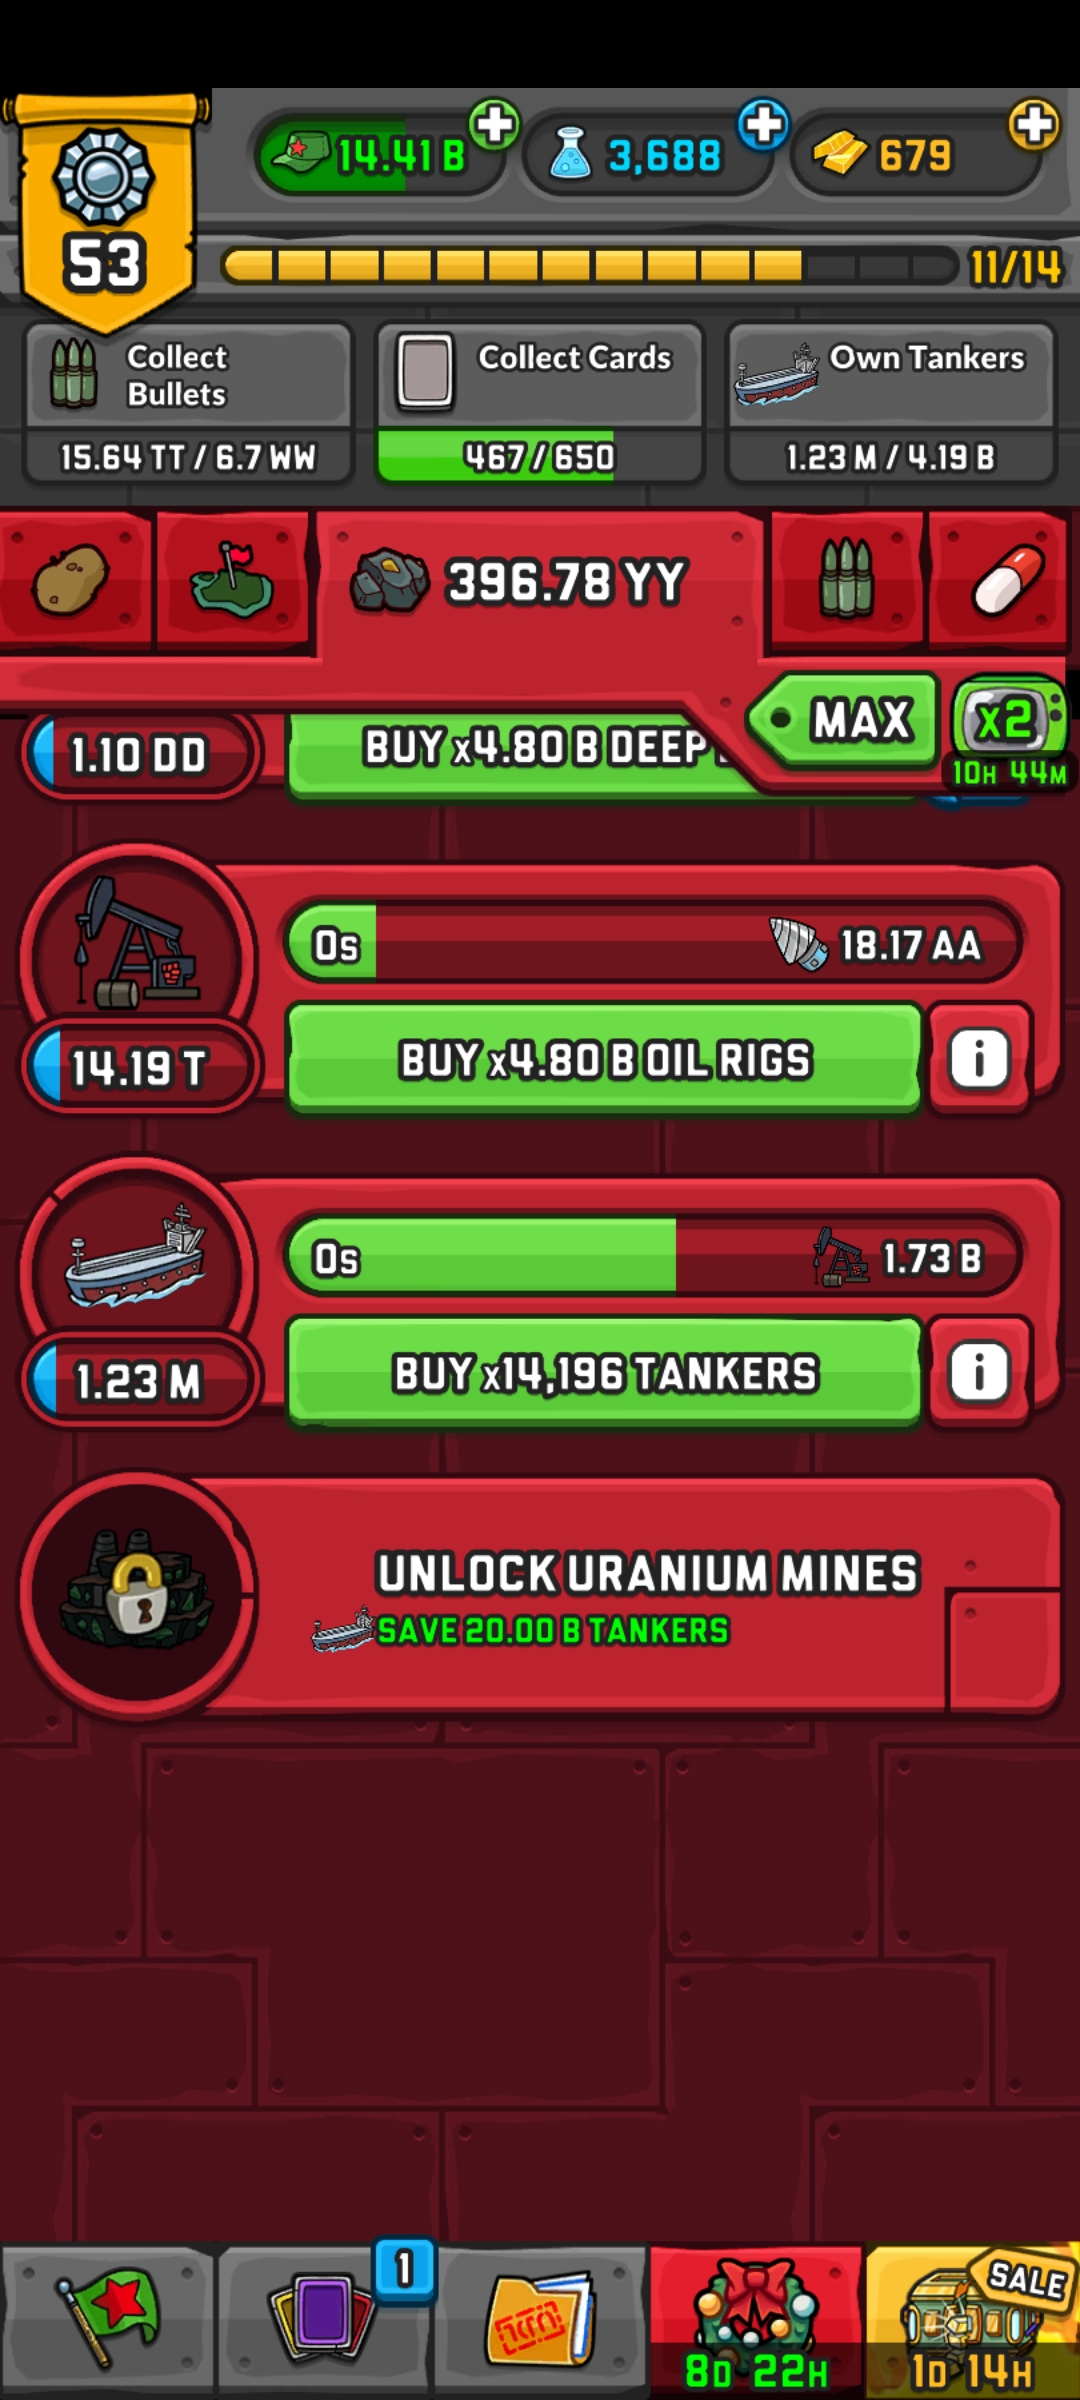 14.41 B
3,688
679
53
11/14
Collect
Bullets
15.64 TT / 6.7 WW
Collect Cards
467/650
Own Tankers
1.23 M / 4.19 B
396.78 YY
MAX
x2
10H 44M
1.10 DD
BUY x4.80 B DEEP
0s
18.17 AA
14.19 T
BUY x4.80 B OIL RIGS
i
0s
1.73 B
1.23 M
BUY x14,196 TANKERS
i
UNLOCK URANIUM MINES
SAVE 20.00 B TANKERS
1
8D 22H
SALE
1D 14H